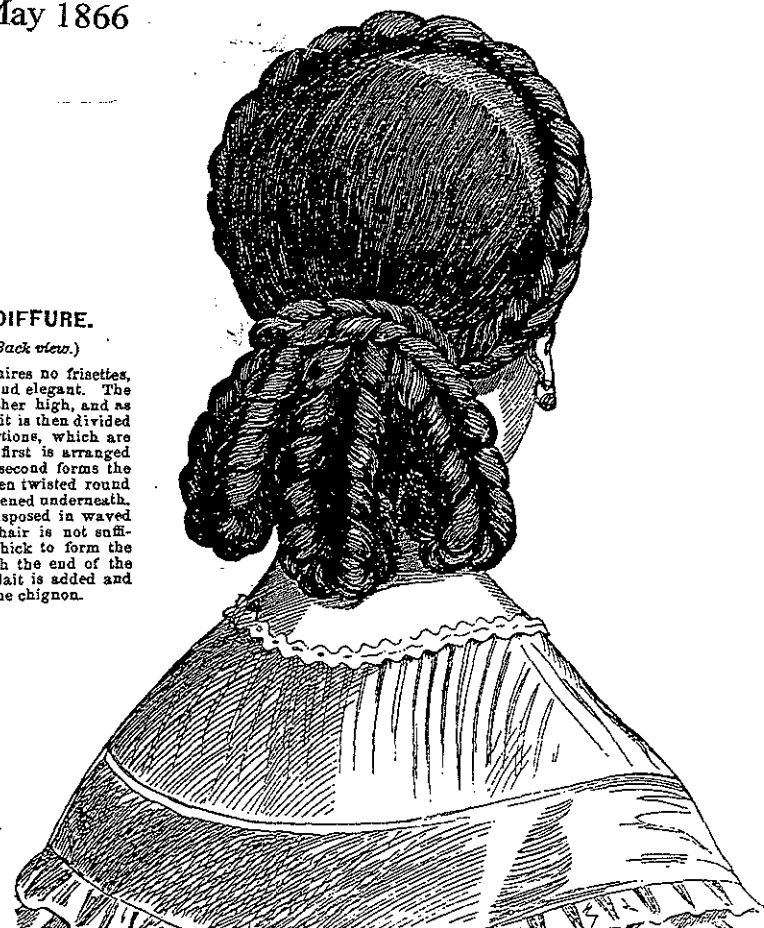 May 1866
OIFFURE.
Back view.)
ires no frisettes,
nd elegant. The
her high, and as
it is then divided
tions, which are
first is arranged
second forms the
en twisted round
ened underneath.
sposed in waved
hair is not suffi-
hick to form the
h the end of the
lait is added and
ne chignon.